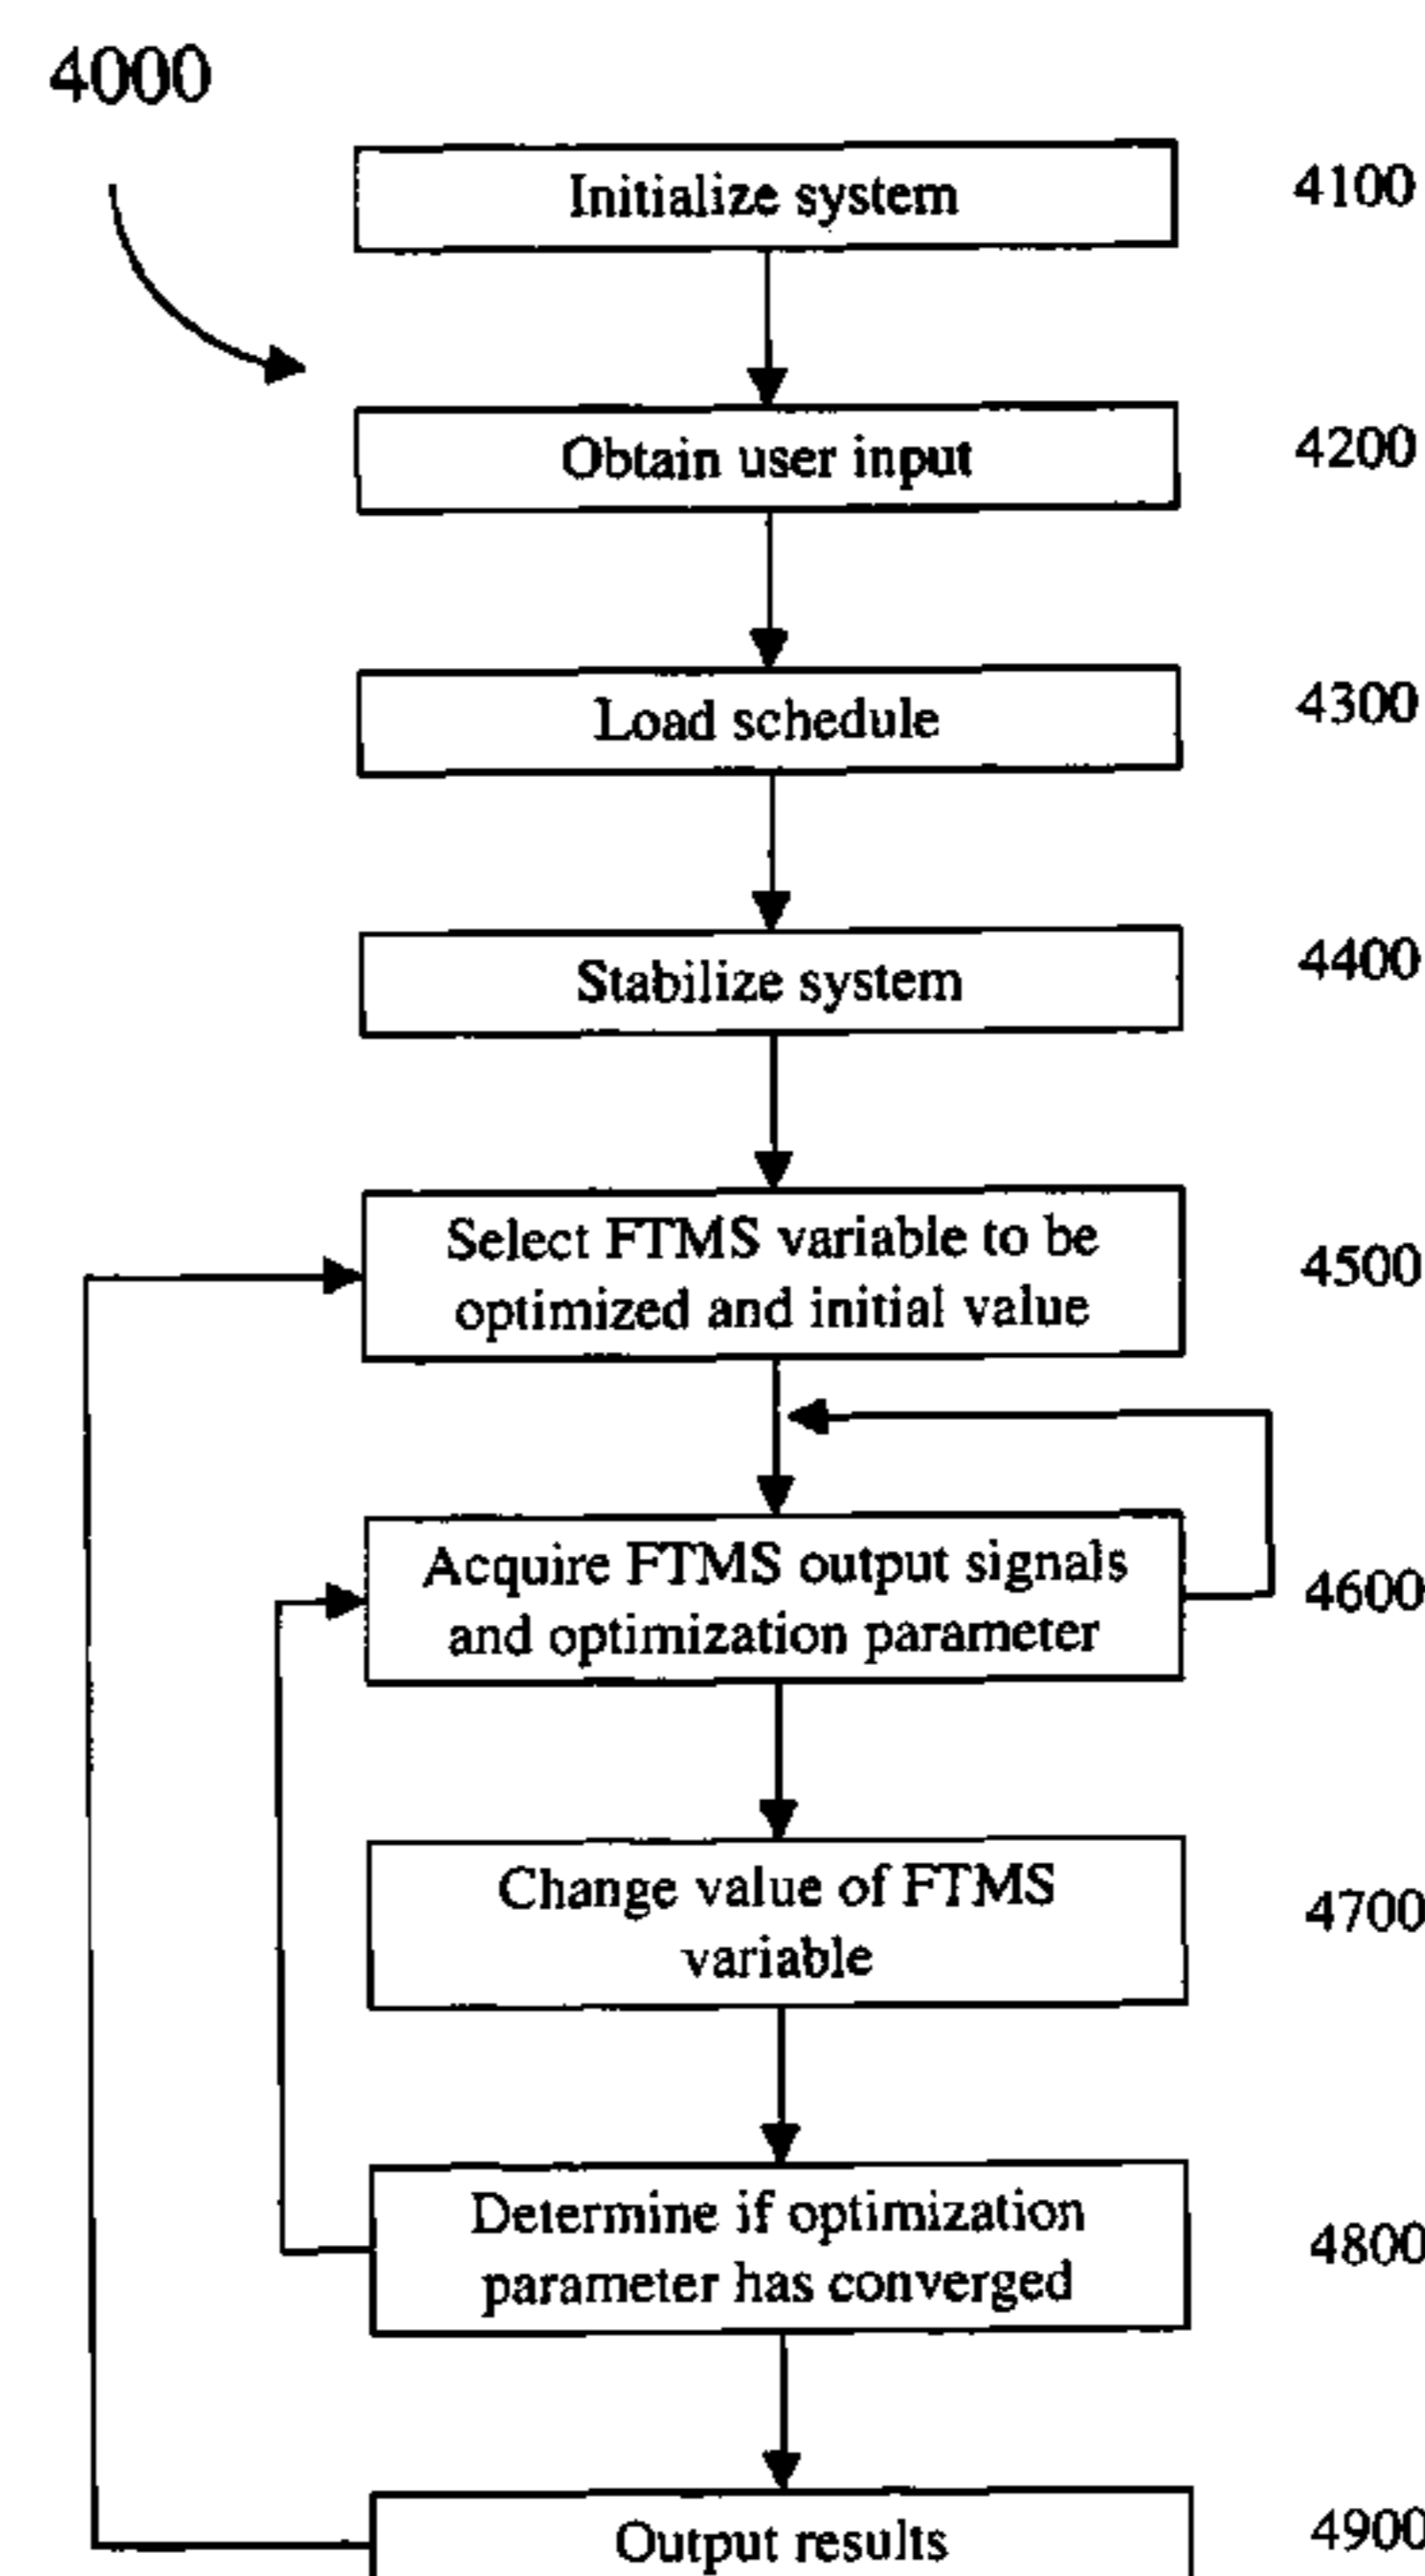 4000
Initialize system
4100
Obtain user input
4200
Load schedule
4300
Stabilize system
4400
Select FTMS variable to be
optimized and initial value
4500
Acquire FTMS output signals
and optimization parameter
4600
Change value of FTMS
variable
4700
Determine if optimization
parameter has converged
4800
Output results
4900